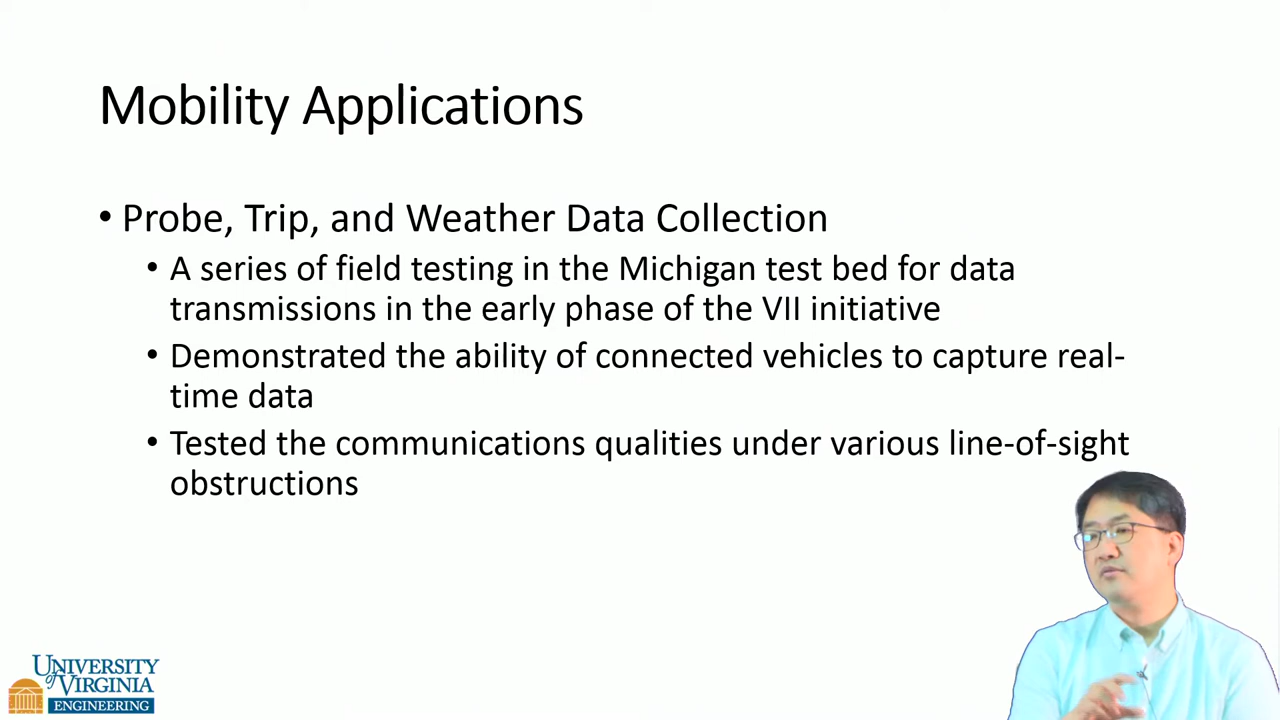 Mobility Applications
• Probe, Trip, and Weather Data Collection
• A series of field testing in the Michigan test bed for data
transmissions in the early phase of the VII initiative
• Demonstrated the ability of connected vehicles to capture real-
time data
• Tested the communications qualities under various line-of-sight
obstructions
UNIVERSITY
of VIRGINIA
ENGINEERING